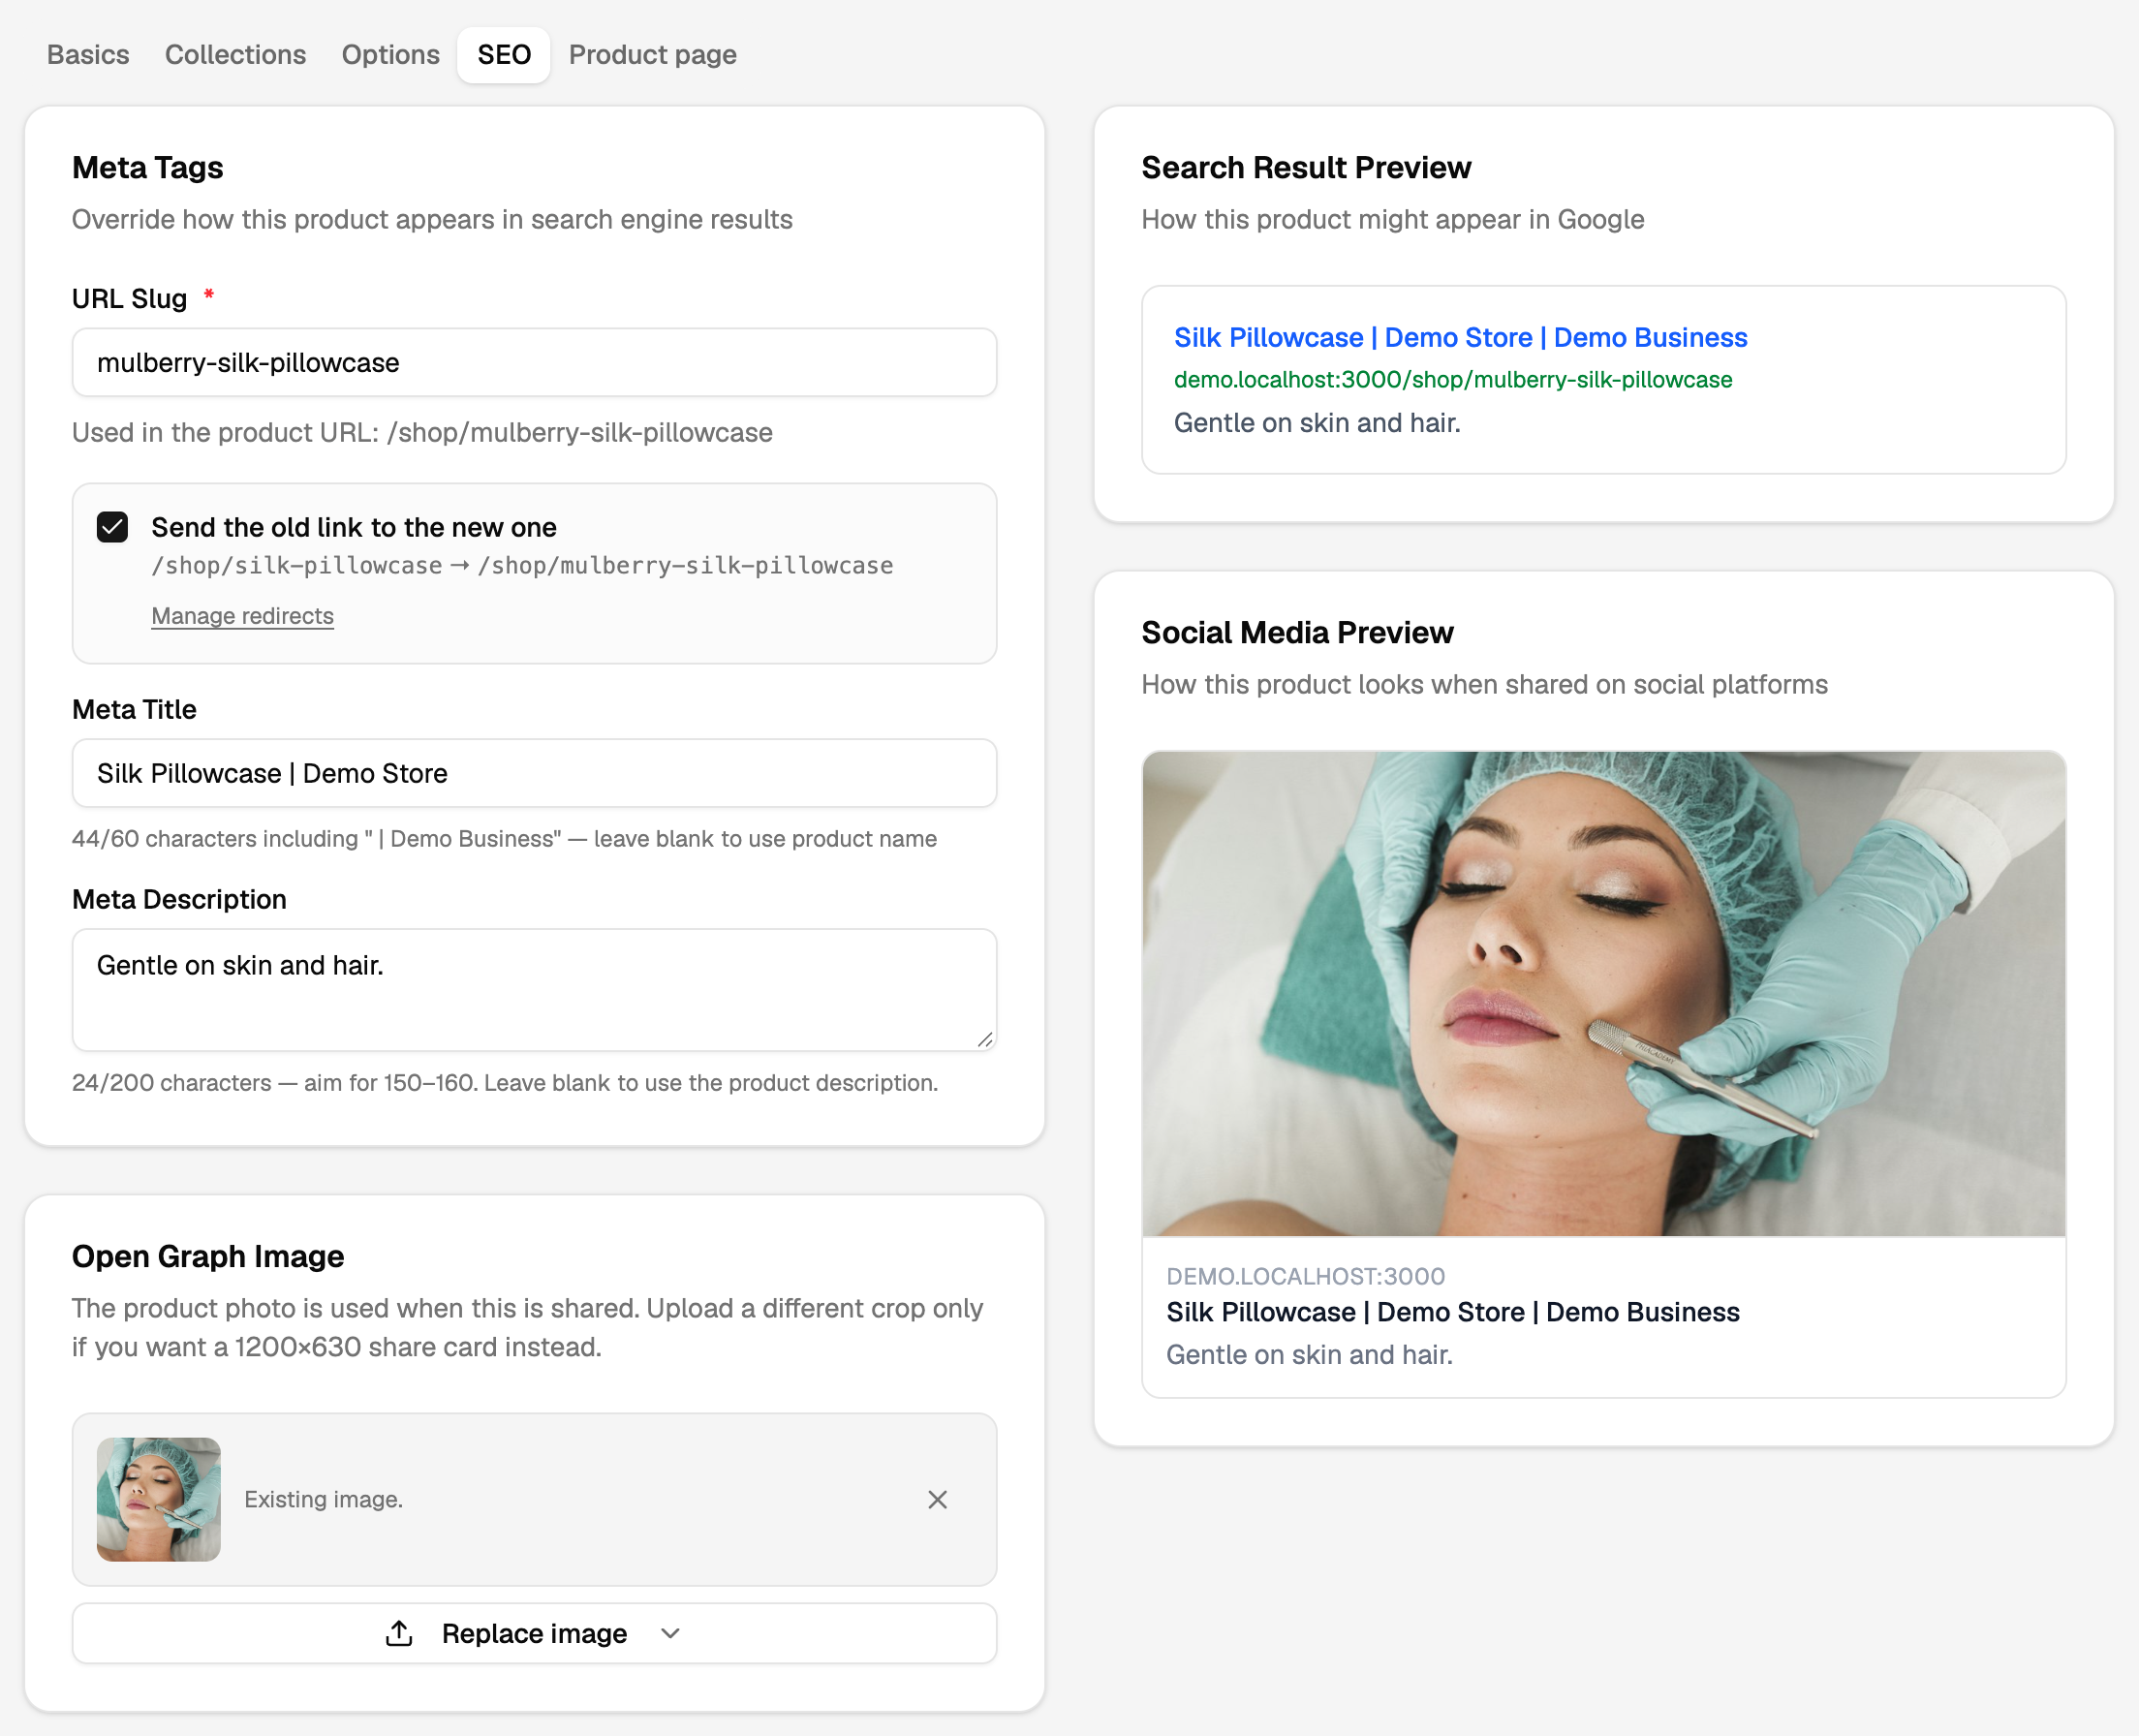 Basics Collections Options SEO Product page
Meta Tags
Override how this product appears in search engine results
URL Slug *
mulberry-silk-pillowcase
Used in the product URL: /shop/mulberry-silk-pillowcase
Send the old link to the new one
/shop/silk-pillowcase → /shop/mulberry-silk-pillowcase
Manage redirects
Meta Title
Silk Pillowcase | Demo Store
44/60 characters including " | Demo Business" — leave blank to use product name
Meta Description
Gentle on skin and hair.
24/200 characters — aim for 150–160. Leave blank to use the product description.
Open Graph Image
The product photo is used when this is shared. Upload a different crop only
if you want a 1200×630 share card instead.
Existing image.
Replace image
Search Result Preview
How this product might appear in Google
Silk Pillowcase | Demo Store | Demo Business
demo.localhost:3000/shop/mulberry-silk-pillowcase
Gentle on skin and hair.
Social Media Preview
How this product looks when shared on social platforms
DEMO.LOCALHOST:3000
Silk Pillowcase | Demo Store | Demo Business
Gentle on skin and hair.